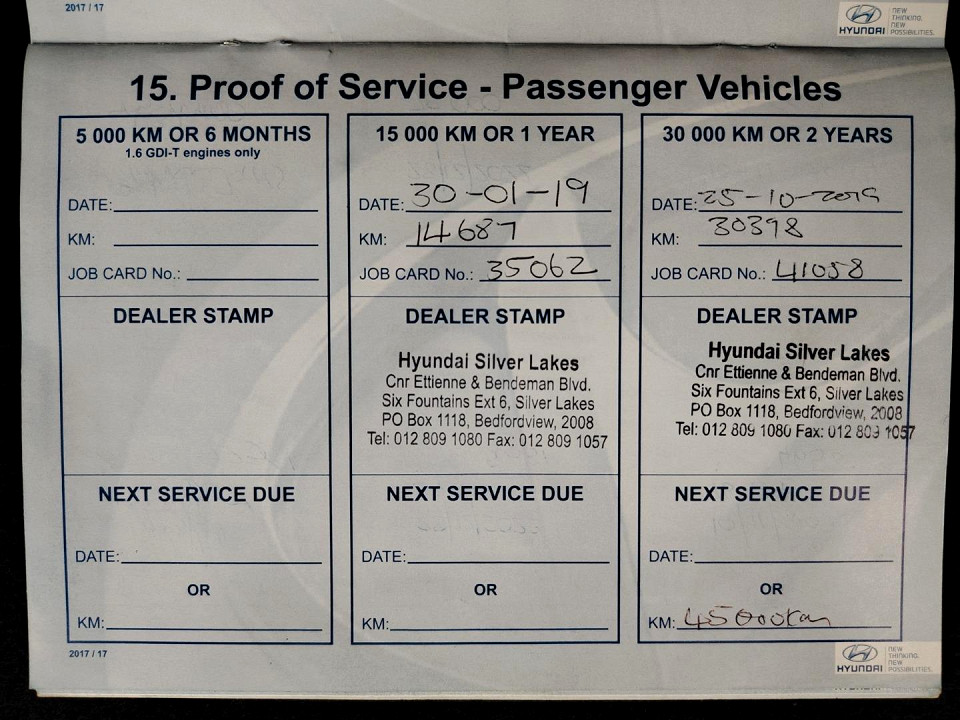 2017 / 17
HYUNDAI
NEW
THINKING.
NEW
POSSIBILITIES.
15. Proof of Service - Passenger Vehicles
5 000 KM OR 6 MONTHS
1.6 GDI-T engines only
DATE:
KM:
JOB CARD No.:
DEALER STAMP
NEXT SERVICE DUE
DATE:
OR
KM:
15 000 KM OR 1 YEAR
DATE: 30-01-19
KM: 14687
JOB CARD No.: 35062
DEALER STAMP
Hyundai Silver Lakes
Cnr Ettienne & Bendeman Blvd.
Six Fountains Ext 6, Silver Lakes
PO Box 1118, Bedfordview, 2008
Tel: 012 809 1080 Fax: 012 809 1057
NEXT SERVICE DUE
DATE:
OR
KM:
30 000 KM OR 2 YEARS
DATE: 25-10-2019
KM: 30398
JOB CARD No.: 41058
DEALER STAMP
Hyundai Silver Lakes
Cnr Ettienne & Bendeman Blvd.
Six Fountains Ext 6, Silver Lakes
PO Box 1118, Bedfordview, 2008
Tel: 012 809 1080 Fax: 012 809 1057
NEXT SERVICE DUE
DATE:
OR
KM: 45000km
2017 / 17
HYUNDAI
NEW
THINKING.
NEW
POSSIBILITIES.